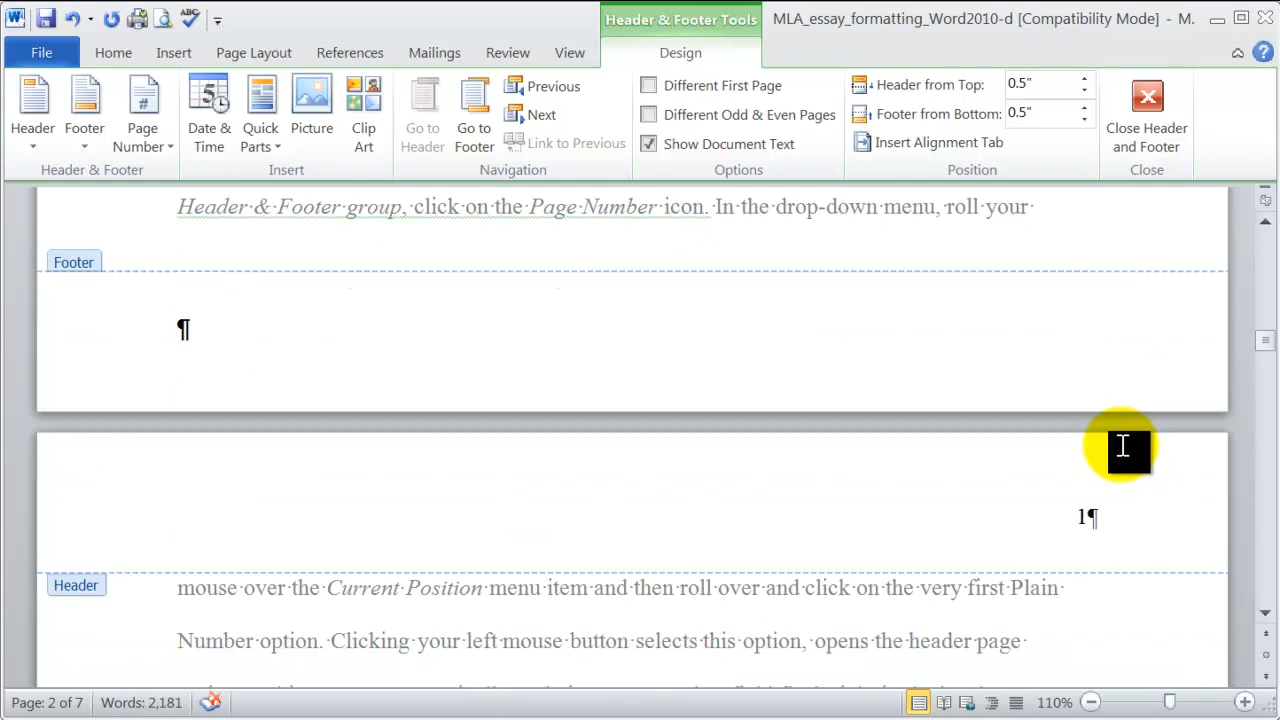 Header & Footer Tools
MLA_essay_formatting_Word2010-d [Compatibility Mode] - M.
File Home Insert Page Layout References Mailings Review View Design
Header Footer Page Number
Header & Footer
Date & Time Quick Parts Picture Clip Art
Insert
Go to Header Go to Footer Previous Next Link to Previous
Navigation
Different First Page
Different Odd & Even Pages
Show Document Text
Options
Header from Top: 0.5"
Footer from Bottom: 0.5"
Insert Alignment Tab
Position
Close Header and Footer
Close
Header·&·Footer·group,·click·on·the·Page·Number·icon.·In·the·drop-down·menu,·roll·your·
Footer
¶
1¶
Header
mouse·over·the·Current·Position·menu·item·and·then·roll·over·and·click·on·the·very·first·Plain·
Number·option.·Clicking·your·left·mouse·button·selects·this·option,·opens·the·header·page·
Page: 2 of 7 Words: 2,181 110%